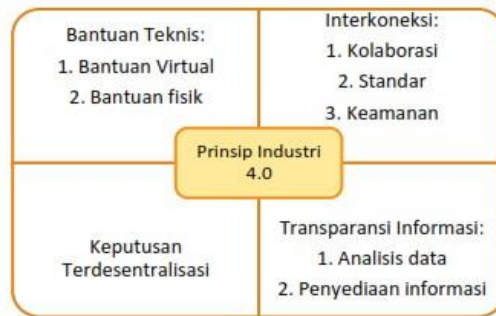 Bantuan Teknis:
1. Bantuan Virtual
2. Bantuan fisik
Interkoneksi:
1. Kolaborasi
2. Standar
3. Keamanan
Prinsip Industri
4.0
Keputusan
Terdesentralisasi
Transparansi Informasi:
1. Analisis data
2. Penyediaan informasi